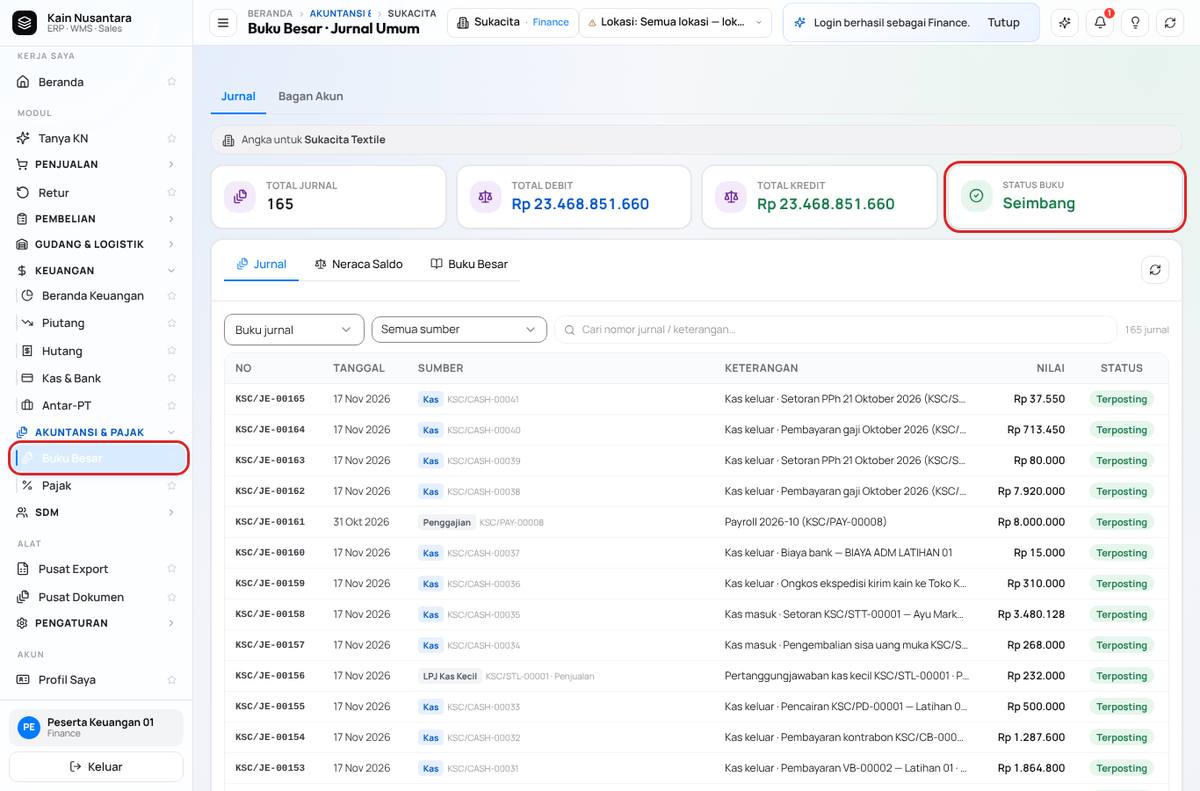 Kain Nusantara
ERP · WMS · Sales
KERJA SAYA
Beranda
MODUL
Tanya KN
PENJUALAN
Retur
PEMBELIAN
GUDANG & LOGISTIK
KEUANGAN
Beranda Keuangan
Piutang
Hutang
Kas & Bank
Antar-PT
AKUNTANSI & PAJAK
Buku Besar
Pajak
SDM
ALAT
Pusat Export
Pusat Dokumen
PENGATURAN
AKUN
Profil Saya
PE
Peserta Keuangan 01
Finance
Keluar
BERANDA > AKUNTANSI & > SUKACITA
Buku Besar · Jurnal Umum
Sukacita · Finance
Lokasi: Semua lokasi — lok...
Login berhasil sebagai Finance. Tutup
1
Jurnal Bagan Akun
Angka untuk Sukacita Textile
TOTAL JURNAL
165
TOTAL DEBIT
Rp 23.468.851.660
TOTAL KREDIT
Rp 23.468.851.660
STATUS BUKU
Seimbang
Jurnal Neraca Saldo Buku Besar
Buku jurnal Semua sumber Cari nomor jurnal / keterangan... 165 jurnal
NO TANGGAL SUMBER KETERANGAN NILAI STATUS
KSC/JE-00165 17 Nov 2026 Kas KSC/CASH-00041 Kas keluar · Setoran PPh 21 Oktober 2026 (KSC/S... Rp 37.550 Terposting
KSC/JE-00164 17 Nov 2026 Kas KSC/CASH-00040 Kas keluar · Pembayaran gaji Oktober 2026 (KSC/... Rp 713.450 Terposting
KSC/JE-00163 17 Nov 2026 Kas KSC/CASH-00039 Kas keluar · Setoran PPh 21 Oktober 2026 (KSC/S... Rp 80.000 Terposting
KSC/JE-00162 17 Nov 2026 Kas KSC/CASH-00038 Kas keluar · Pembayaran gaji Oktober 2026 (KSC/... Rp 7.920.000 Terposting
KSC/JE-00161 31 Okt 2026 Penggajian KSC/PAY-00008 Payroll 2026-10 (KSC/PAY-00008) Rp 8.000.000 Terposting
KSC/JE-00160 17 Nov 2026 Kas KSC/CASH-00037 Kas keluar · Biaya bank — BIAYA ADM LATIHAN 01 Rp 15.000 Terposting
KSC/JE-00159 17 Nov 2026 Kas KSC/CASH-00036 Kas keluar · Ongkos ekspedisi kirim kain ke Toko K... Rp 310.000 Terposting
KSC/JE-00158 17 Nov 2026 Kas KSC/CASH-00035 Kas masuk · Setoran KSC/STT-00001 — Ayu Mark... Rp 3.480.128 Terposting
KSC/JE-00157 17 Nov 2026 Kas KSC/CASH-00034 Kas masuk · Pengembalian sisa uang muka KSC/S... Rp 268.000 Terposting
KSC/JE-00156 17 Nov 2026 LPJ Kas Kecil KSC/STL-00001 · Penjualan Pertanggungjawaban kas kecil KSC/STL-00001 · P... Rp 232.000 Terposting
KSC/JE-00155 17 Nov 2026 Kas KSC/CASH-00033 Kas keluar · Pencairan KSC/PD-00001 — Latihan 0... Rp 500.000 Terposting
KSC/JE-00154 17 Nov 2026 Kas KSC/CASH-00032 Kas keluar · Pembayaran kontrabon KSC/CB-000... Rp 1.287.600 Terposting
KSC/JE-00153 17 Nov 2026 Kas KSC/CASH-00031 Kas keluar · Pembayaran VB-00002 — Latihan 01 · ... Rp 1.864.800 Terposting